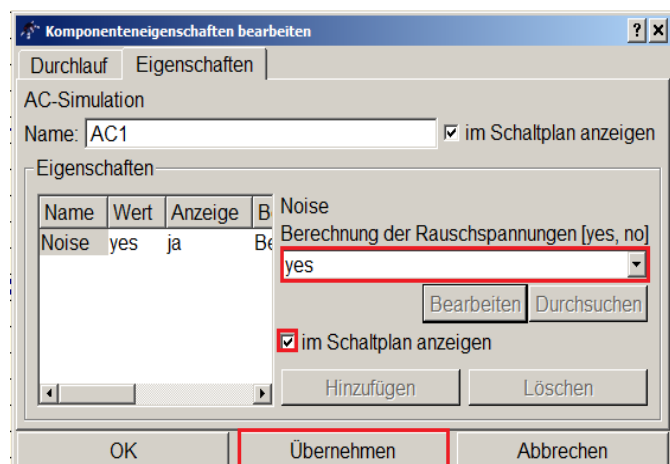 Komponenteneigenschaften bearbeiten
Durchlauf Eigenschaften
AC-Simulation
Name: AC1 im Schaltplan anzeigen
Eigenschaften
Name Wert Anzeige B
Noise yes ja Be
Noise
Berechnung der Rauschspannungen [yes, no]
yes
Bearbeiten Durchsuchen
im Schaltplan anzeigen
Hinzufügen Löschen
OK Übernehmen Abbrechen